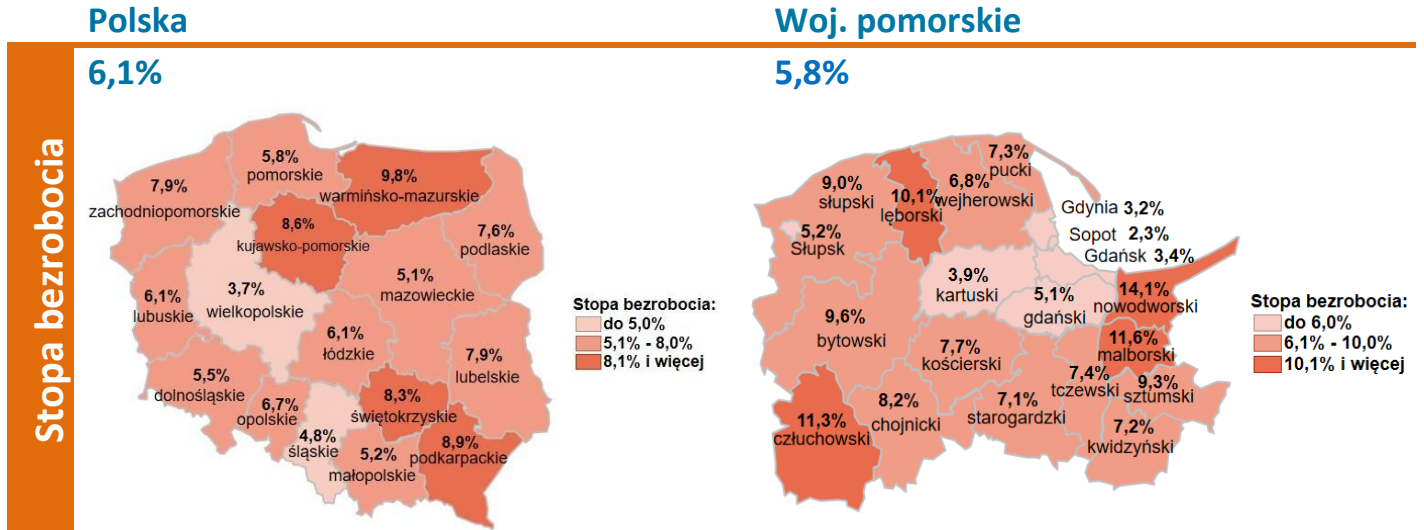 Polska
Woj. pomorskie
Stopa bezrobocia
6,1%
5,8%
5,8%
pomorskie
9,8%
warmińsko-mazurskie
7,9%
zachodniopomorskie
8,6%
kujawsko-pomorskie
7,6%
podlaskie
5,1%
mazowieckie
3,7%
wielkopolskie
6,1%
lubuskie
6,1%
łódzkie
7,9%
lubelskie
5,5%
dolnośląskie
6,7%
opolskie
4,8%
śląskie
8,3%
świętokrzyskie
5,2%
małopolskie
8,9%
podkarpackie
Stopa bezrobocia:
do 5,0%
5,1% - 8,0%
8,1% i więcej
7,3%
pucki
9,0%
słupski
10,1%
lęborski
6,8%
wejherowski
Gdynia 3,2%
Sopot 2,3%
Gdańsk 3,4%
5,2%
Słupsk
3,9%
kartuski
5,1%
gdański
14,1%
nowodworski
9,6%
bytowski
7,7%
kościerski
11,6%
malborski
7,4%
tczewski
9,3%
sztumski
11,3%
człuchowski
8,2%
chojnicki
7,1%
starogardzki
7,2%
kwidzyński
Stopa bezrobocia:
do 6,0%
6,1% - 10,0%
10,1% i więcej